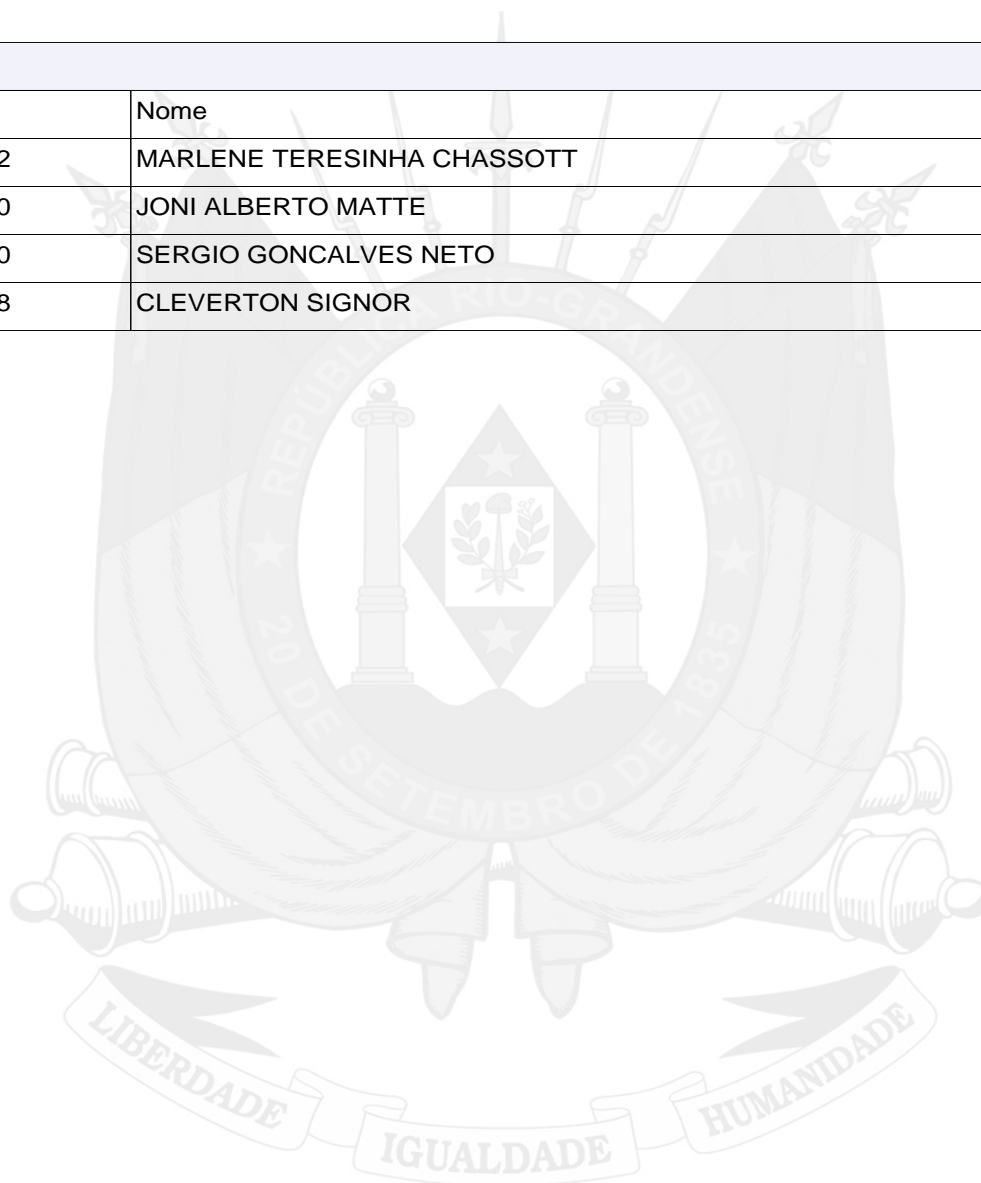 Nome
2 MARLENE TERESINHA CHASSOTT
0 JONI ALBERTO MATTE
0 SERGIO GONCALVES NETO
8 CLEVERTON SIGNOR
REPÚBLICA RIO-GRANDENSE
20 DE SETEMBRO DE 1835
LIBERDADE IGUALDADE HUMANIDADE